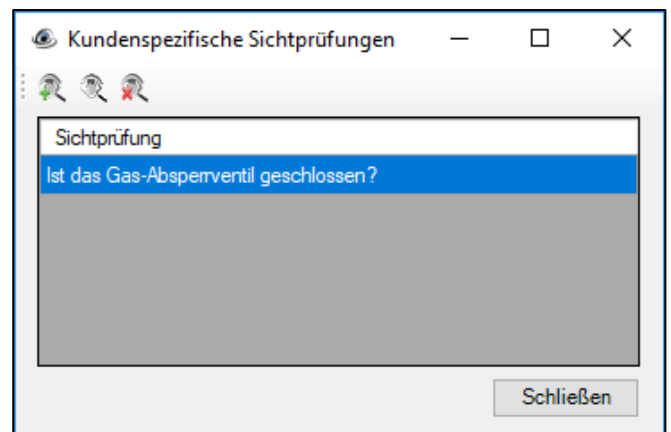 Kundenspezifische Sichtprüfungen
Sichtprüfung
Ist das Gas-Absperrventil geschlossen?
Schließen